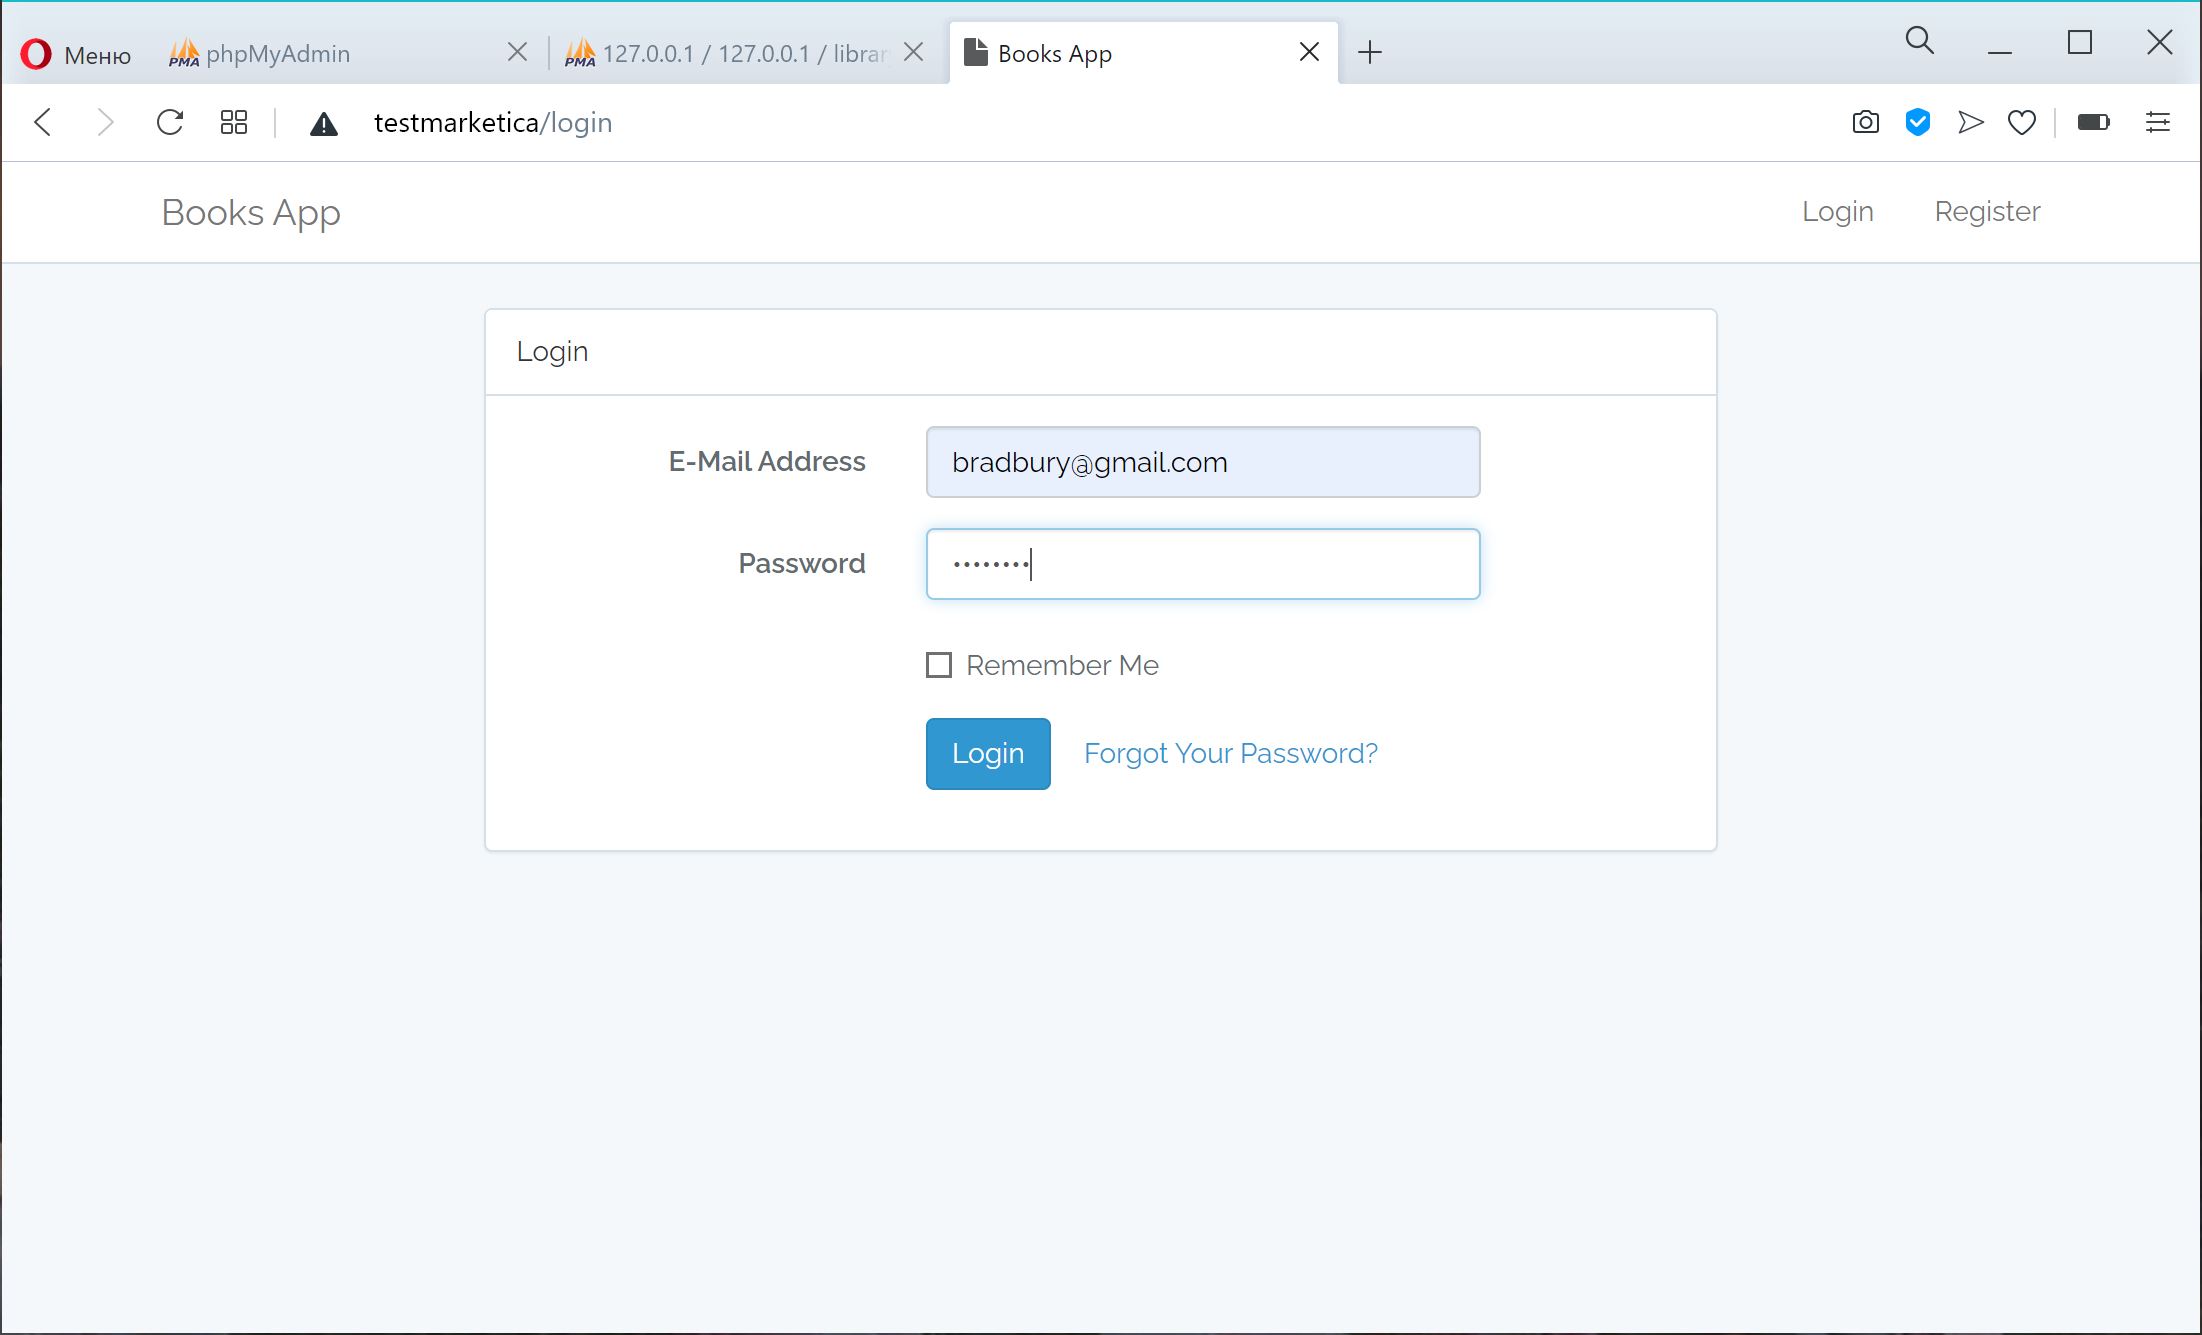 Меню
PMA phpMyAdmin
PMA 127.0.0.1 / 127.0.0.1 / librar
Books App
testmarketica/login
Books App
Login
Register
Login
E-Mail Address
bradbury@gmail.com
Password
••••••••
Remember Me
Login
Forgot Your Password?